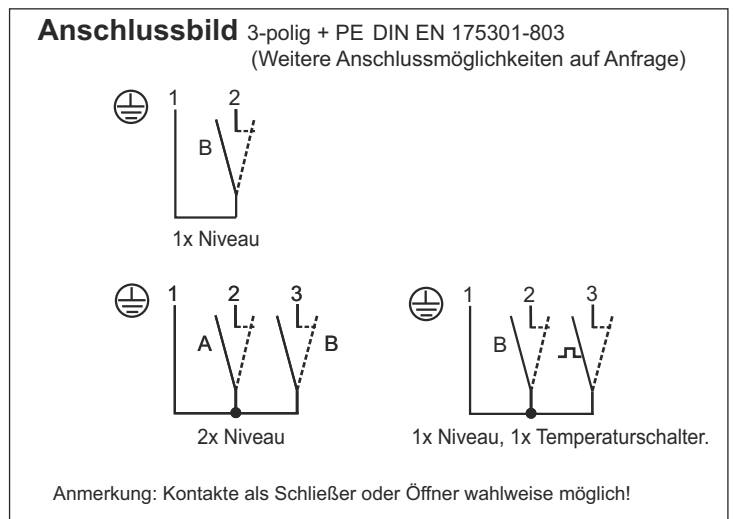 Anschlussbild 3-polig + PE DIN EN 175301-803
(Weitere Anschlussmöglichkeiten auf Anfrage)
1 2
B
1x Niveau
1 2 3
A B
2x Niveau
1 2 3
B
1x Niveau, 1x Temperaturschalter.
Anmerkung: Kontakte als Schließer oder Öffner wahlweise möglich!